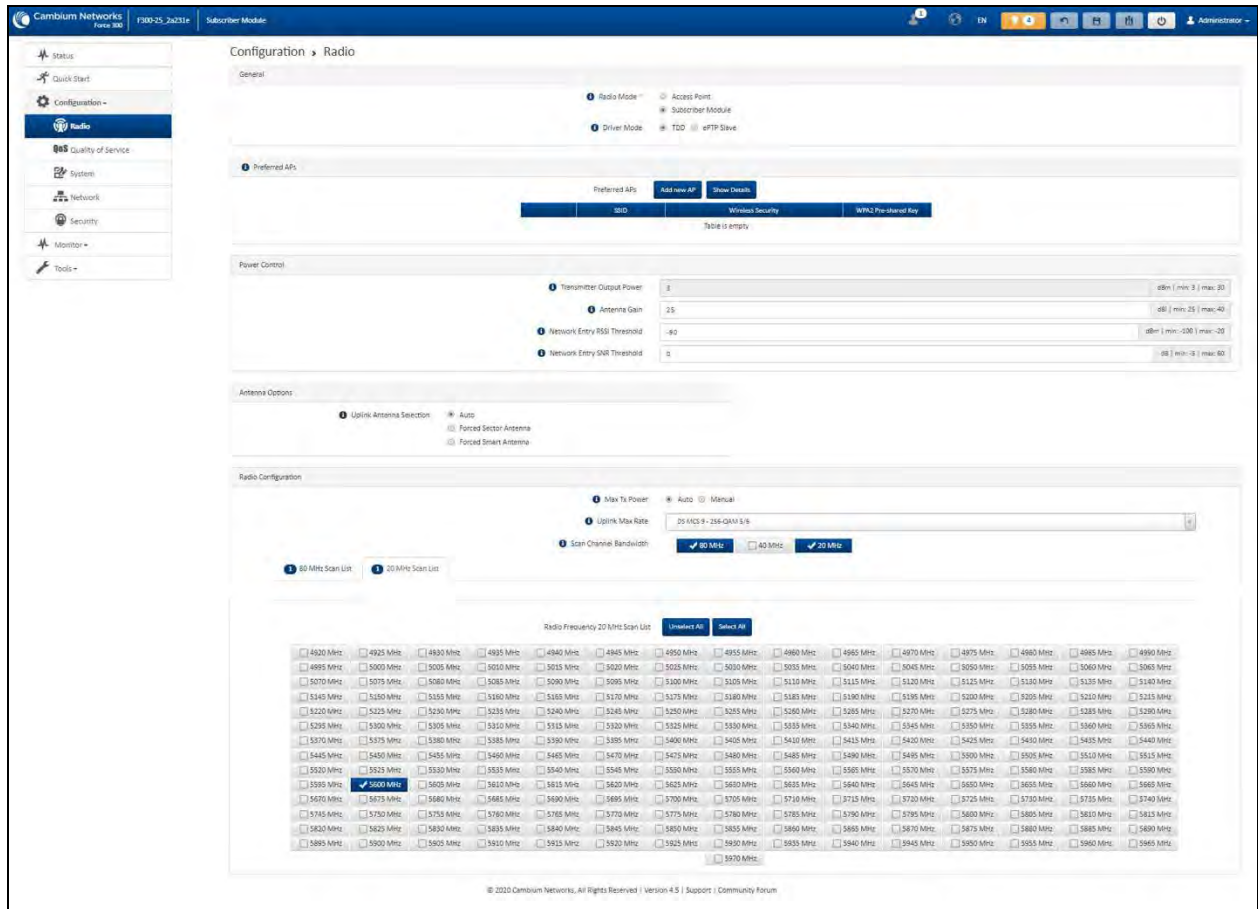 Cambium Networks
Force 300
F300-25_2a231e
Subscriber Module
1
EN
4
Administrator
Status
Quick Start
Configuration
Radio
QoS Quality of Service
System
Network
Security
Monitor
Tools
Configuration > Radio
General
Radio Mode
Access Point
Subscriber Module
Driver Mode
TDD
ePTP Slave
Preferred APs
Preferred APs
Add new AP
Show Details
SSID
Wireless Security
WPA2 Pre-shared Key
Table is empty
Power Control
Transmitter Output Power
3
dBm | min: 3 | max: 30
Antenna Gain
25
dBi | min: 25 | max: 40
Network Entry RSSI Threshold
-90
dBm | min: -100 | max: -20
Network Entry SNR Threshold
0
dB | min: -3 | max: 60
Antenna Options
Uplink Antenna Selection
Auto
Forced Sector Antenna
Forced Smart Antenna
Radio Configuration
Max Tx Power
Auto
Manual
Uplink Max Rate
DS MCS 9 - 256-QAM 5/6
Scan Channel Bandwidth
80 MHz
40 MHz
20 MHz
1 80 MHz Scan List
1 20 MHz Scan List
Radio Frequency 20 MHz Scan List
Unselect All
Select All
4920 MHz 4925 MHz 4930 MHz 4935 MHz 4940 MHz 4945 MHz 4950 MHz 4955 MHz 4960 MHz 4965 MHz 4970 MHz 4975 MHz 4980 MHz 4985 MHz 4990 MHz
4995 MHz 5000 MHz 5005 MHz 5010 MHz 5015 MHz 5020 MHz 5025 MHz 5030 MHz 5035 MHz 5040 MHz 5045 MHz 5050 MHz 5055 MHz 5060 MHz 5065 MHz
5070 MHz 5075 MHz 5080 MHz 5085 MHz 5090 MHz 5095 MHz 5100 MHz 5105 MHz 5110 MHz 5115 MHz 5120 MHz 5125 MHz 5130 MHz 5135 MHz 5140 MHz
5145 MHz 5150 MHz 5155 MHz 5160 MHz 5165 MHz 5170 MHz 5175 MHz 5180 MHz 5185 MHz 5190 MHz 5195 MHz 5200 MHz 5205 MHz 5210 MHz 5215 MHz
5220 MHz 5225 MHz 5230 MHz 5235 MHz 5240 MHz 5245 MHz 5250 MHz 5255 MHz 5260 MHz 5265 MHz 5270 MHz 5275 MHz 5280 MHz 5285 MHz 5290 MHz
5295 MHz 5300 MHz 5305 MHz 5310 MHz 5315 MHz 5320 MHz 5325 MHz 5330 MHz 5335 MHz 5340 MHz 5345 MHz 5350 MHz 5355 MHz 5360 MHz 5365 MHz
5370 MHz 5375 MHz 5380 MHz 5385 MHz 5390 MHz 5395 MHz 5400 MHz 5405 MHz 5410 MHz 5415 MHz 5420 MHz 5425 MHz 5430 MHz 5435 MHz 5440 MHz
5445 MHz 5450 MHz 5455 MHz 5460 MHz 5465 MHz 5470 MHz 5475 MHz 5480 MHz 5485 MHz 5490 MHz 5495 MHz 5500 MHz 5505 MHz 5510 MHz 5515 MHz
5520 MHz 5525 MHz 5530 MHz 5535 MHz 5540 MHz 5545 MHz 5550 MHz 5555 MHz 5560 MHz 5565 MHz 5570 MHz 5575 MHz 5580 MHz 5585 MHz 5590 MHz
5595 MHz 5600 MHz 5605 MHz 5610 MHz 5615 MHz 5620 MHz 5625 MHz 5630 MHz 5635 MHz 5640 MHz 5645 MHz 5650 MHz 5655 MHz 5660 MHz 5665 MHz
5670 MHz 5675 MHz 5680 MHz 5685 MHz 5690 MHz 5695 MHz 5700 MHz 5705 MHz 5710 MHz 5715 MHz 5720 MHz 5725 MHz 5730 MHz 5735 MHz 5740 MHz
5745 MHz 5750 MHz 5755 MHz 5760 MHz 5765 MHz 5770 MHz 5775 MHz 5780 MHz 5785 MHz 5790 MHz 5795 MHz 5800 MHz 5805 MHz 5810 MHz 5815 MHz
5820 MHz 5825 MHz 5830 MHz 5835 MHz 5840 MHz 5845 MHz 5850 MHz 5855 MHz 5860 MHz 5865 MHz 5870 MHz 5875 MHz 5880 MHz 5885 MHz 5890 MHz
5895 MHz 5900 MHz 5905 MHz 5910 MHz 5915 MHz 5920 MHz 5925 MHz 5930 MHz 5935 MHz 5940 MHz 5945 MHz 5950 MHz 5955 MHz 5960 MHz 5965 MHz
5970 MHz
© 2020 Cambium Networks, All Rights Reserved | Version 4.5 | Support | Community Forum